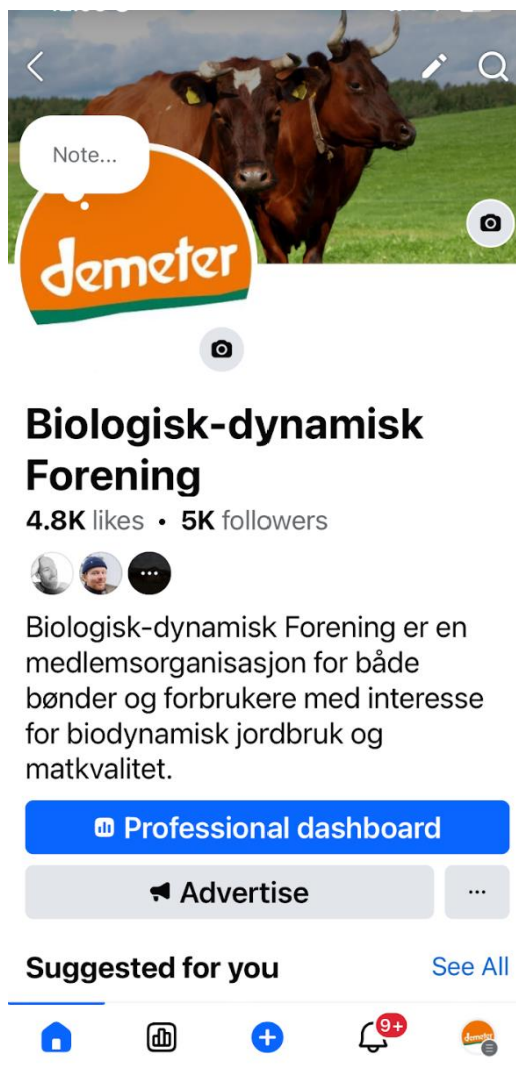 Note...
demeter
Biologisk-dynamisk
Forening
4.8K likes • 5K followers
Biologisk-dynamisk Forening er en
medlemsorganisasjon for både
bønder og forbrukere med interesse
for biodynamisk jordbruk og
matkvalitet.
Professional dashboard
Advertise
Suggested for you
See All
9+
demeter